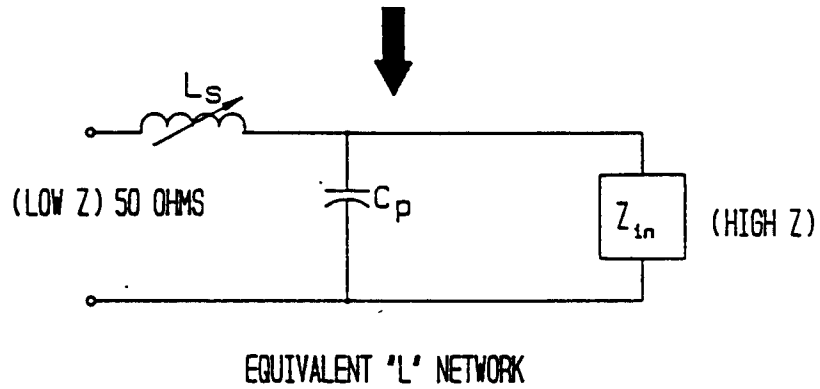 Ls
(LOW Z) 50 OHMS
Cp
Zin
(HIGH Z)
EQUIVALENT "L" NETWORK